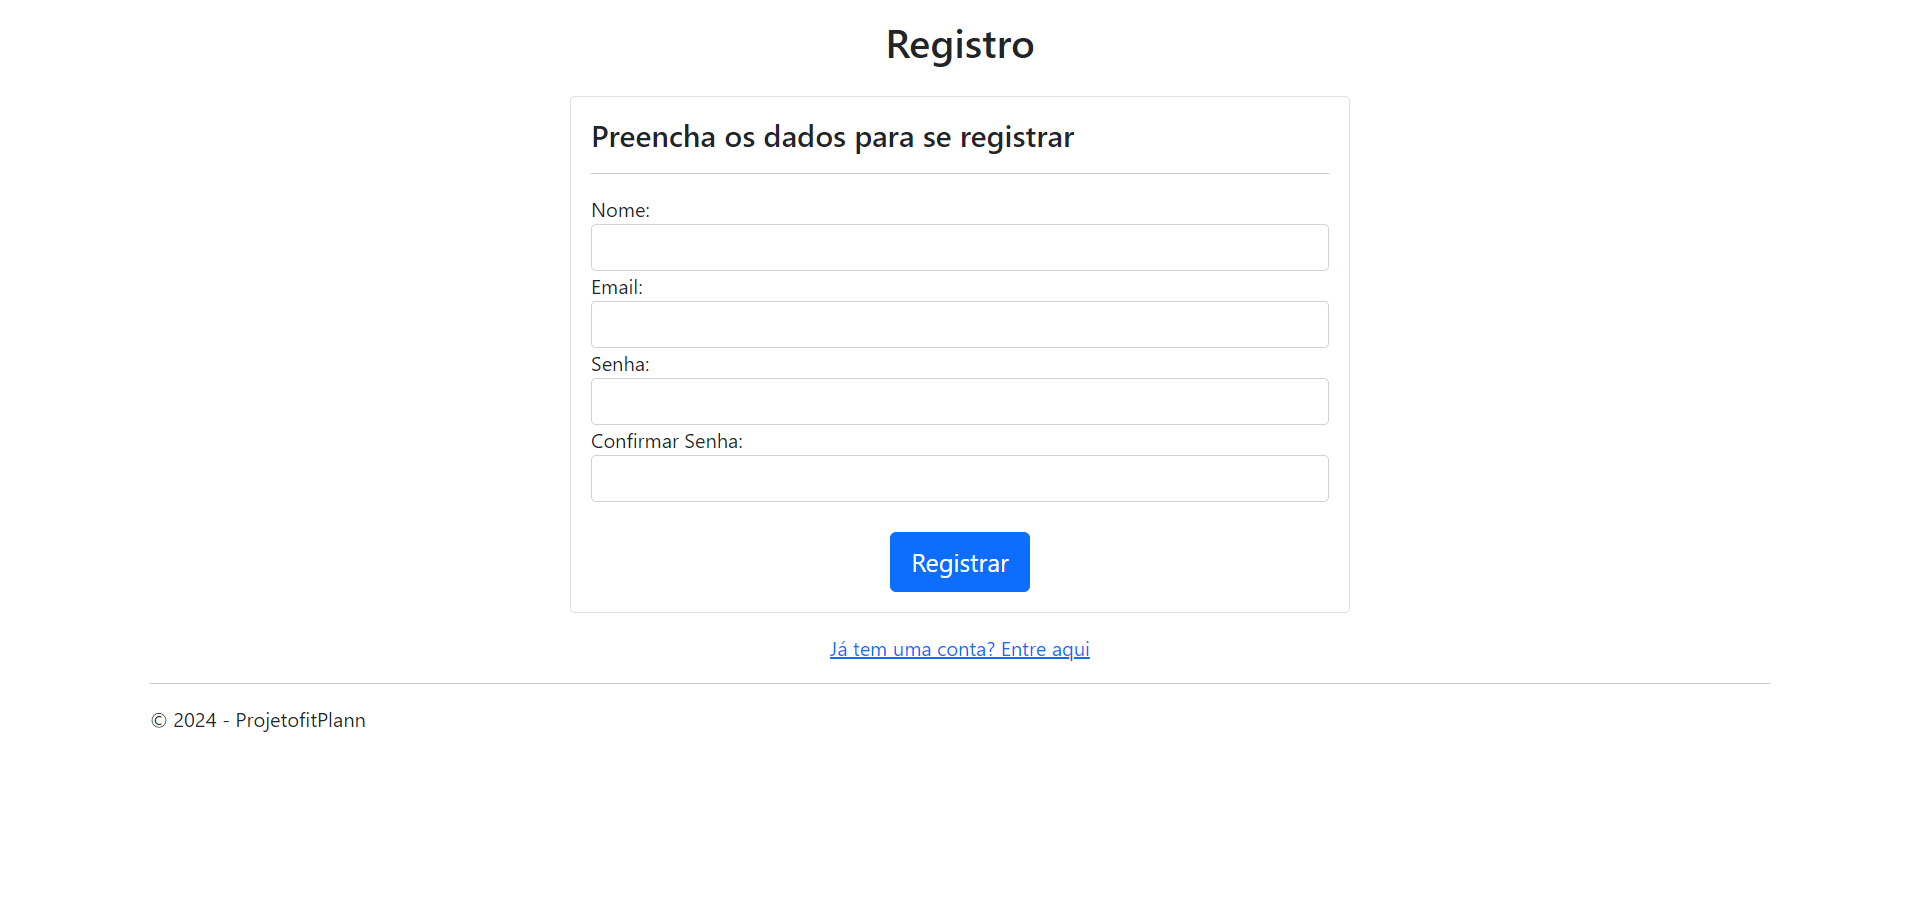 Registro
Preencha os dados para se registrar
Nome:
Email:
Senha:
Confirmar Senha:
Registrar
Já tem uma conta? Entre aqui
© 2024 - ProjetofitPlann